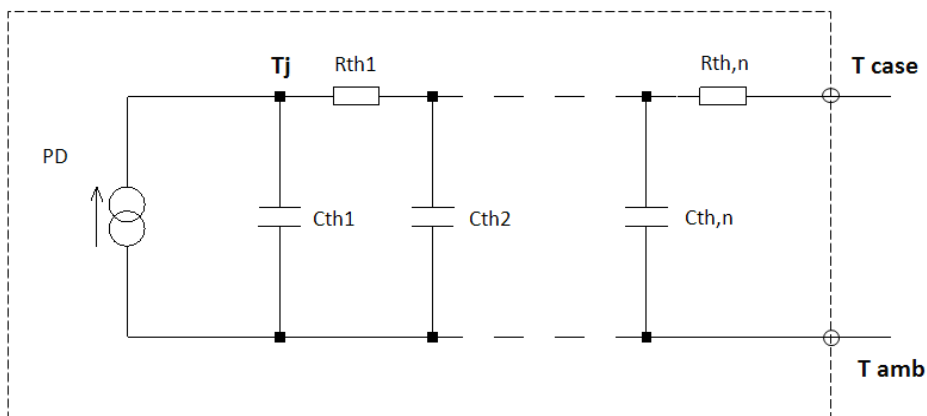 Tj
Rth1
Rth,n
T case
PD
Cth1
Cth2
Cth,n
T amb